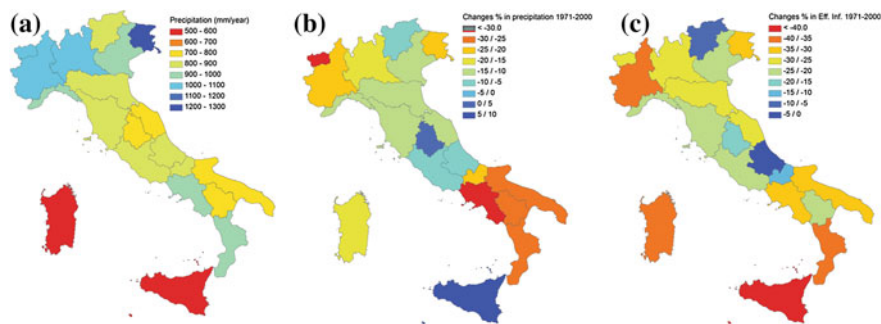 (a)
Precipitation (mm/year)
500 - 600
600 - 700
700 - 800
800 - 900
900 - 1000
1000 - 1100
1100 - 1200
1200 - 1300
(b)
Changes % in precipitation 1971-2000
< -30.0
-30 / -25
-25 / -20
-20 / -15
-15 / -10
-10 / -5
-5 / 0
0 / 5
5 / 10
(c)
Changes % in Eff. Inf. 1971-2000
< -40.0
-40 / -35
-35 / -30
-30 / -25
-25 / -20
-20 / -15
-15 / -10
-10 / -5
-5 / 0